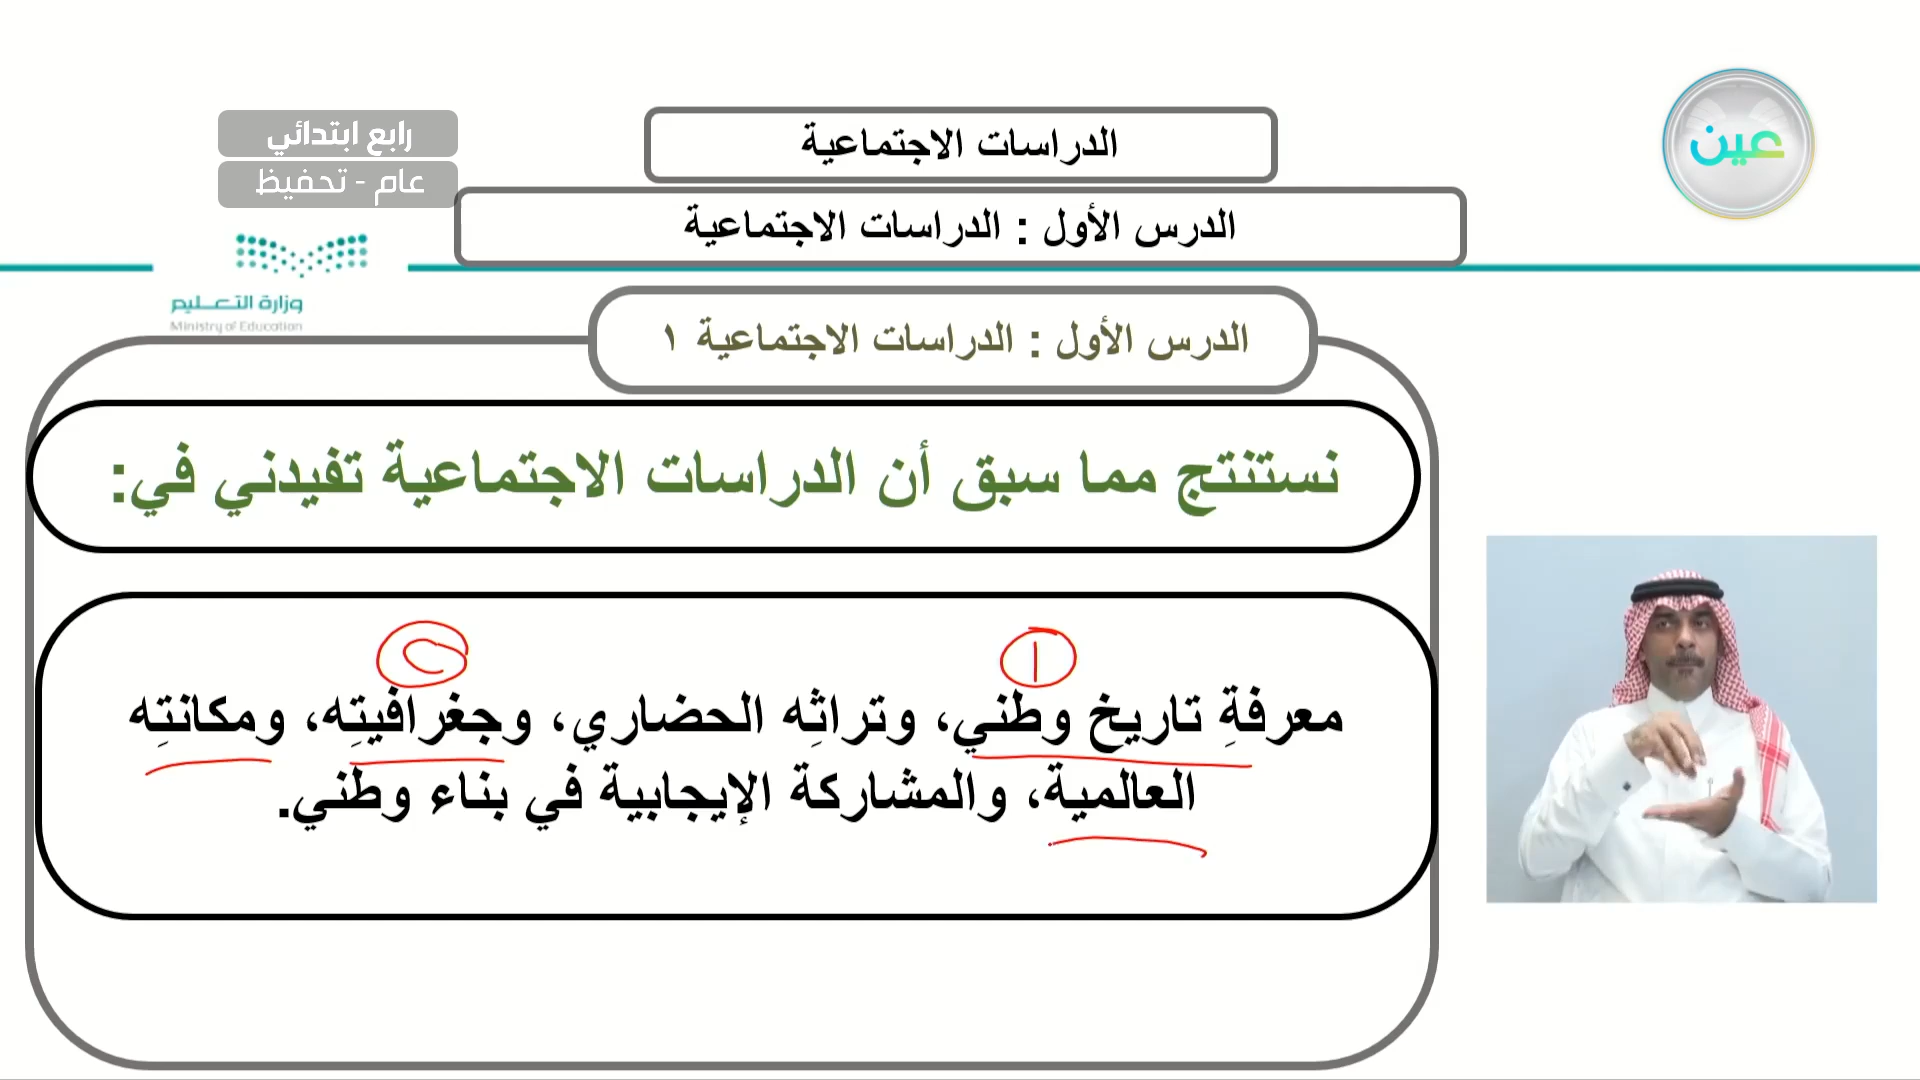 عين
رابع ابتدائي
عام - تحفيظ
الدراسات الاجتماعية
الدرس الأول : الدراسات الاجتماعية
وزارة التعليم
Ministry of Education
الدرس الأول : الدراسات الاجتماعية ١
نستنتج مما سبق أن الدراسات الاجتماعية تفيدني في:
١
٢
معرفةِ تاريخ وطني، وتراثِه الحضاري، وجغرافيتِه، ومكانتِه
العالمية، والمشاركة الإيجابية في بناء وطني.